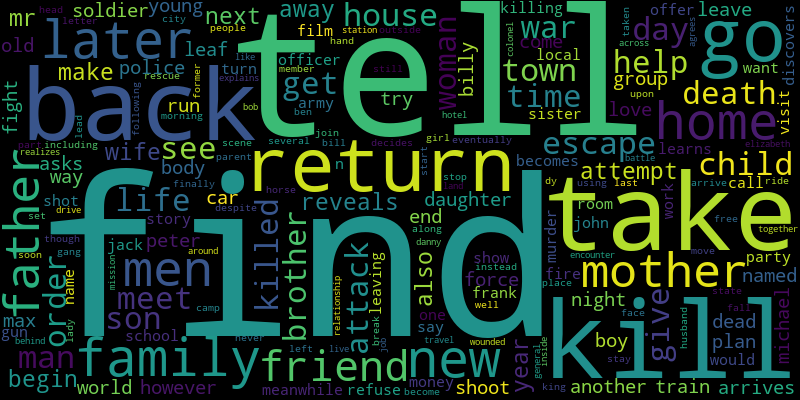 mr
soldier
young
next
away
house
killing
offer
leave
day
discovers
go
old
letter
city
later
leaf
film
station
people
hand
outside
tell
woman
war
colonel
taken
still
agrees
come
local
across
head
make
police
turn
former
rescue
like
officer
member
get
billy
town
help
group
want
upon
visit
fight
back
run
morning
explains
bob
army
ben
try
hotel
sister
time
love
death
home
elizabeth
part
including
realizes
lead
following
wife
see
scene
several
join
bill
decides
girl
eventually
start
escape
battle
learns
asks
way
body
finally
parent
return
horse
n
stop
land
becomes
attempt
child
call
arrive
ride
shot
set
drive
car
despite
life
reveals
daughter
dy
using
last
together
father
though
story
end
along
room
work
free
soon
gang
name
around
jack
peter
killed
brother
find
danny
also
murder
john
take
encounter
move
party
order
lady
men
mission
meet
attack
relationship
leaving
show
instead
force
well
fire
place
mother
named
max
gun
behind
camp
son
school
never
break
one
frank
night
face
state
fall
michael
man
family
friend
left
live
job
say
travel
wounded
year
general
inside
boy
stay
husband
give
dead
plan
would
kill
begin
world
however
meanwhile
refuse
money
become
shoot
king
another
train
arrives